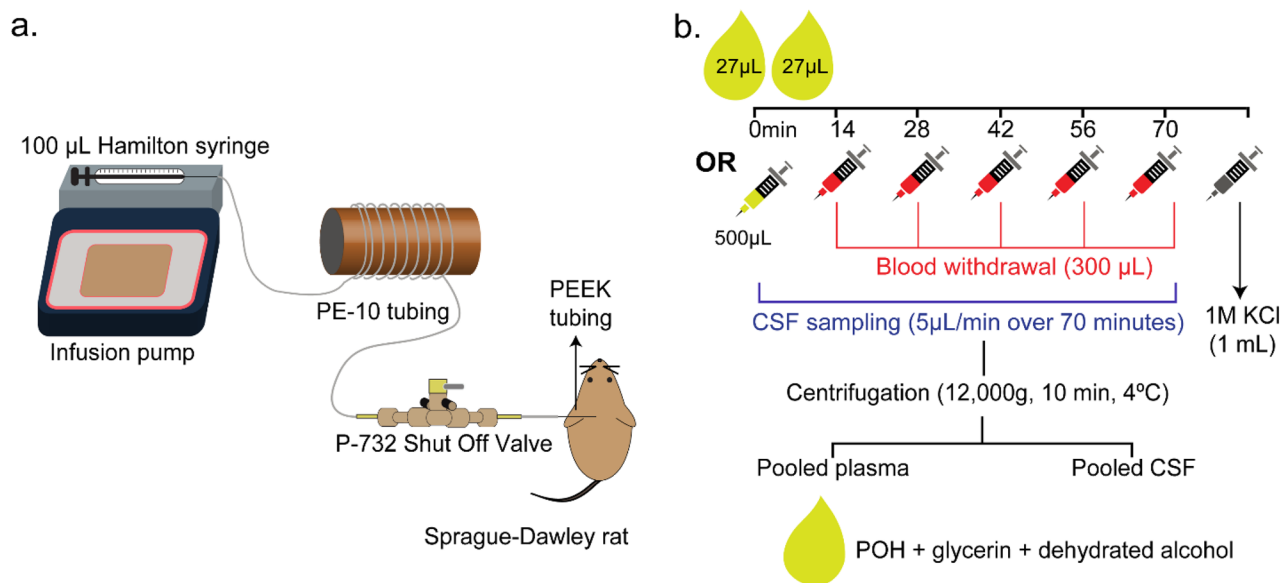 a.
100 µL Hamilton syringe
PE-10 tubing
Infusion pump
PEEK
tubing
P-732 Shut Off Valve
Sprague-Dawley rat
b.
27µL 27µL
0min 14 28 42 56 70
OR
500µL
Blood withdrawal (300 µL)
CSF sampling (5µL/min over 70 minutes)
1M KCl
(1 mL)
Centrifugation (12,000g, 10 min, 4ºC)
Pooled plasma Pooled CSF
POH + glycerin + dehydrated alcohol